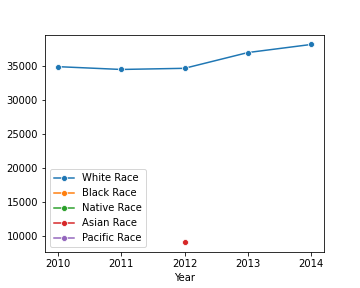 35000
30000
25000
20000
15000
10000
White Race
Black Race
Native Race
Asian Race
Pacific Race
2010 2011 2012 2013 2014
Year